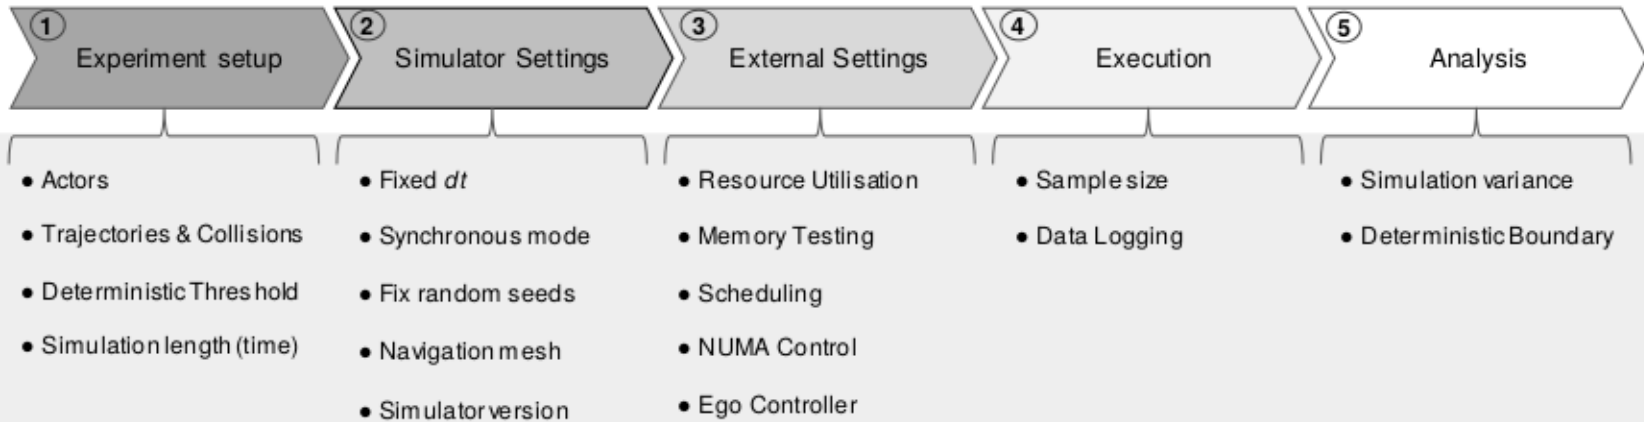 1
Experiment setup
2
Simulator Settings
3
External Settings
4
Execution
5
Analysis
● Actors
● Trajectories & Collisions
● Deterministic Threshold
● Simulation length (time)
● Fixed dt
● Synchronous mode
● Fix random seeds
● Navigation mesh
● Simulator version
● Resource Utilisation
● Memory Testing
● Scheduling
● NUMA Control
● Ego Controller
● Sample size
● Data Logging
● Simulation variance
● Deterministic Boundary